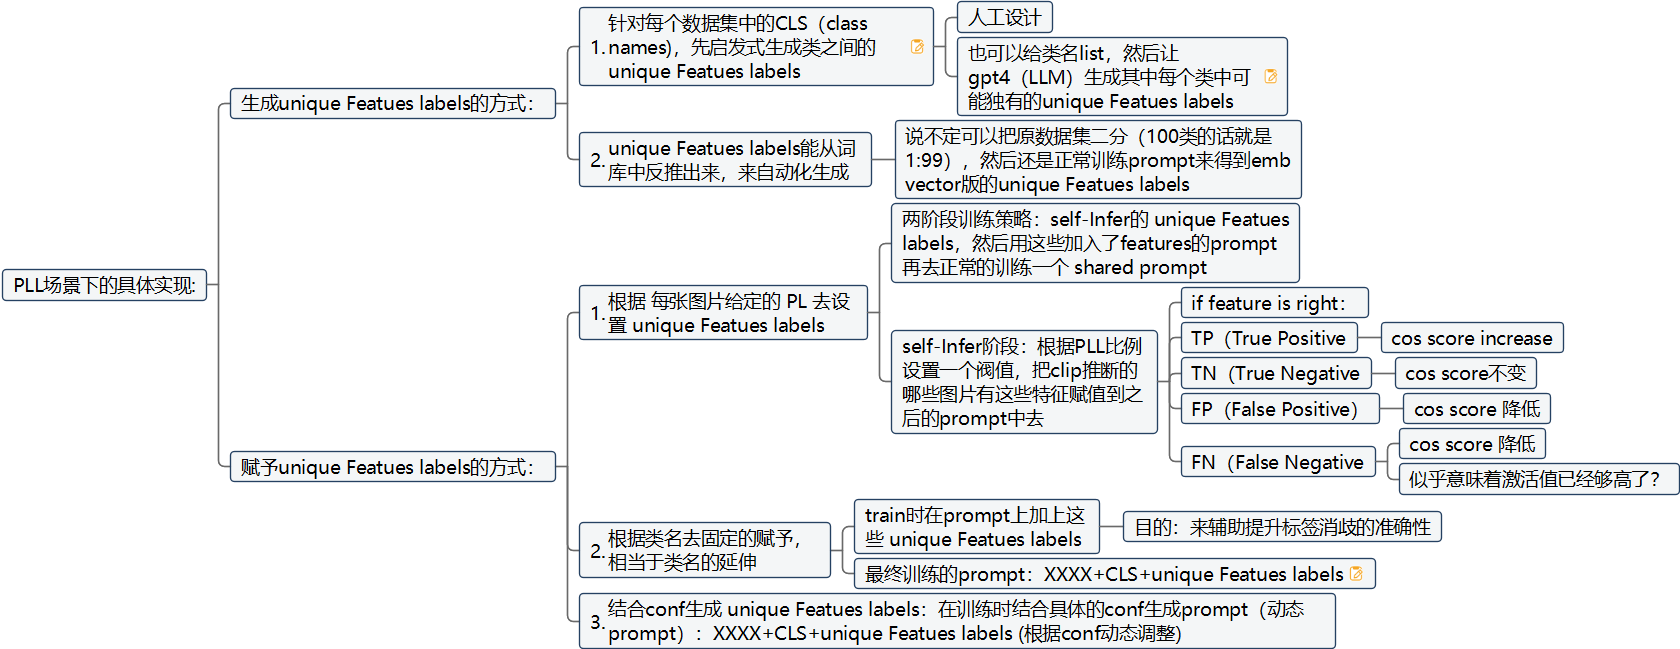 PLL场景下的具体实现:
生成unique Featues labels的方式：
1.
针对每个数据集中的CLS（class
names)，先启发式生成类之间的
unique Featues labels
人工设计
也可以给类名list，然后让
gpt4（LLM）生成其中每个类中可
能独有的unique Featues labels
2.
unique Featues labels能从词
库中反推出来，来自动化生成
说不定可以把原数据集二分（100类的话就是
1:99），然后还是正常训练prompt来得到emb
vector版的unique Featues labels
赋予unique Featues labels的方式：
1.
根据 每张图片给定的 PL 去设
置 unique Featues labels
两阶段训练策略：self-Infer的 unique Featues
labels，然后用这些加入了features的prompt
再去正常的训练一个 shared prompt
self-Infer阶段：根据PLL比例
设置一个阀值，把clip推断的
哪些图片有这些特征赋值到之
后的prompt中去
if feature is right：
TP（True Positive
cos score increase
TN（True Negative
cos score不变
FP（False Positive）
cos score 降低
FN（False Negative
cos score 降低
似乎意味着激活值已经够高了？
2.
根据类名去固定的赋予，
相当于类名的延伸
train时在prompt上加上这
些 unique Featues labels
目的：来辅助提升标签消歧的准确性
最终训练的prompt：XXXX+CLS+unique Featues labels
3.
结合conf生成 unique Featues labels：在训练时结合具体的conf生成prompt（动态
prompt）：XXXX+CLS+unique Featues labels (根据conf动态调整)